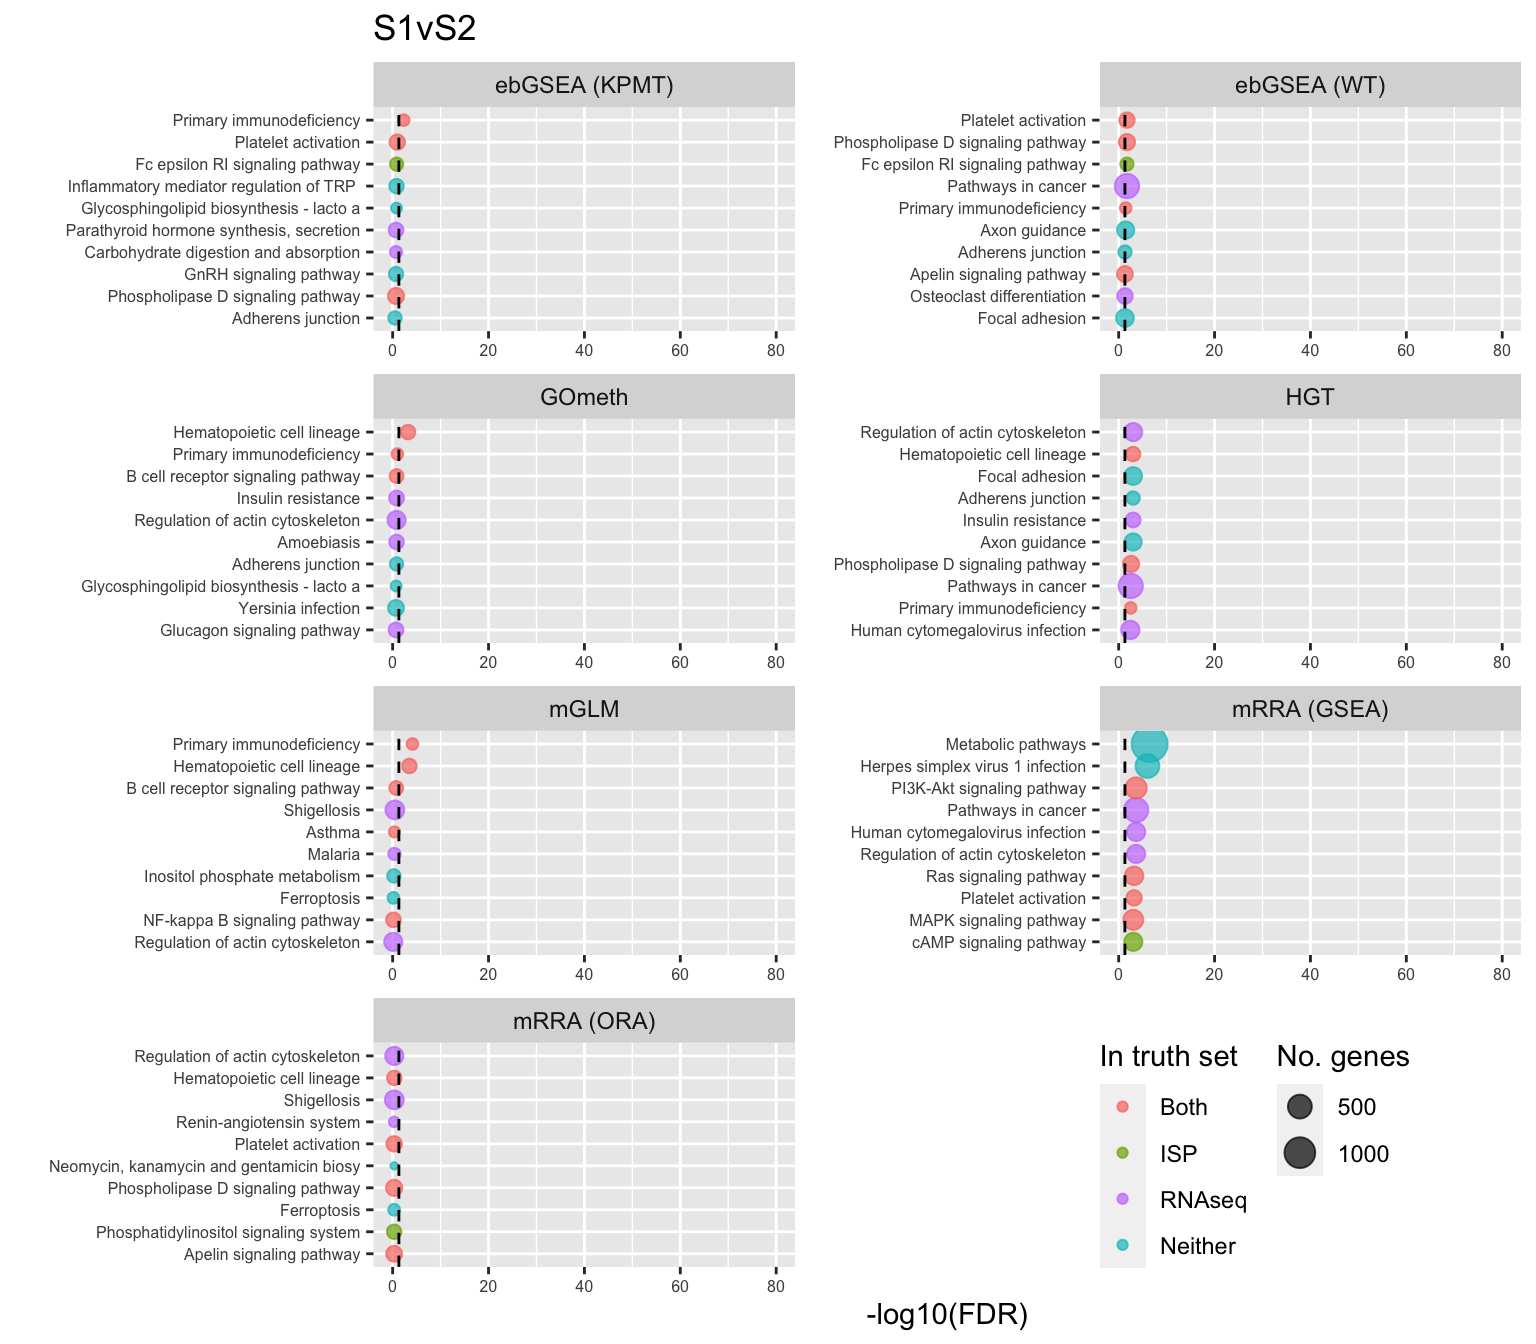 S1vS2
ebGSEA (KPMT)
Primary immunodeficiency
Platelet activation
Fc epsilon RI signaling pathway
Inflammatory mediator regulation of TRP
Glycosphingolipid biosynthesis - lacto a
Parathyroid hormone synthesis, secretion
Carbohydrate digestion and absorption
GnRH signaling pathway
Phospholipase D signaling pathway
Adherens junction
0 20 40 60 80
ebGSEA (WT)
Platelet activation
Phospholipase D signaling pathway
Fc epsilon RI signaling pathway
Pathways in cancer
Primary immunodeficiency
Axon guidance
Adherens junction
Apelin signaling pathway
Osteoclast differentiation
Focal adhesion
0 20 40 60 80
GOmeth
Hematopoietic cell lineage
Primary immunodeficiency
B cell receptor signaling pathway
Insulin resistance
Regulation of actin cytoskeleton
Amoebiasis
Adherens junction
Glycosphingolipid biosynthesis - lacto a
Yersinia infection
Glucagon signaling pathway
0 20 40 60 80
HGT
Regulation of actin cytoskeleton
Hematopoietic cell lineage
Focal adhesion
Adherens junction
Insulin resistance
Axon guidance
Phospholipase D signaling pathway
Pathways in cancer
Primary immunodeficiency
Human cytomegalovirus infection
0 20 40 60 80
mGLM
Primary immunodeficiency
Hematopoietic cell lineage
B cell receptor signaling pathway
Shigellosis
Asthma
Malaria
Inositol phosphate metabolism
Ferroptosis
NF-kappa B signaling pathway
Regulation of actin cytoskeleton
0 20 40 60 80
mRRA (GSEA)
Metabolic pathways
Herpes simplex virus 1 infection
PI3K-Akt signaling pathway
Pathways in cancer
Human cytomegalovirus infection
Regulation of actin cytoskeleton
Ras signaling pathway
Platelet activation
MAPK signaling pathway
cAMP signaling pathway
0 20 40 60 80
mRRA (ORA)
Regulation of actin cytoskeleton
Hematopoietic cell lineage
Shigellosis
Renin-angiotensin system
Platelet activation
Neomycin, kanamycin and gentamicin biosy
Phospholipase D signaling pathway
Ferroptosis
Phosphatidylinositol signaling system
Apelin signaling pathway
0 20 40 60 80
In truth set
Both
ISP
RNAseq
Neither
No. genes
500
1000
-log10(FDR)